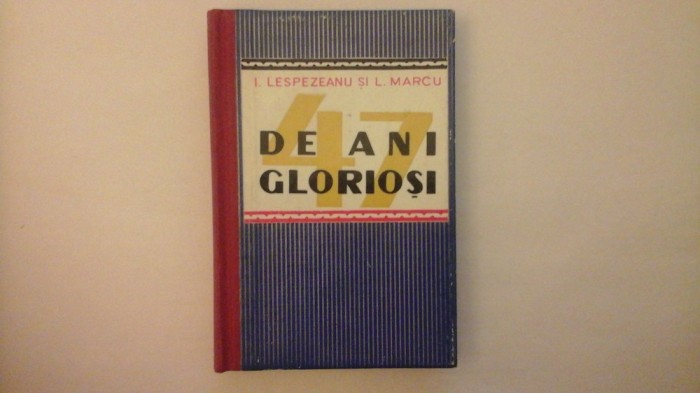 I. LESPEZEANU ȘI L. MARCU
47
DE ANI
GLORIOȘI